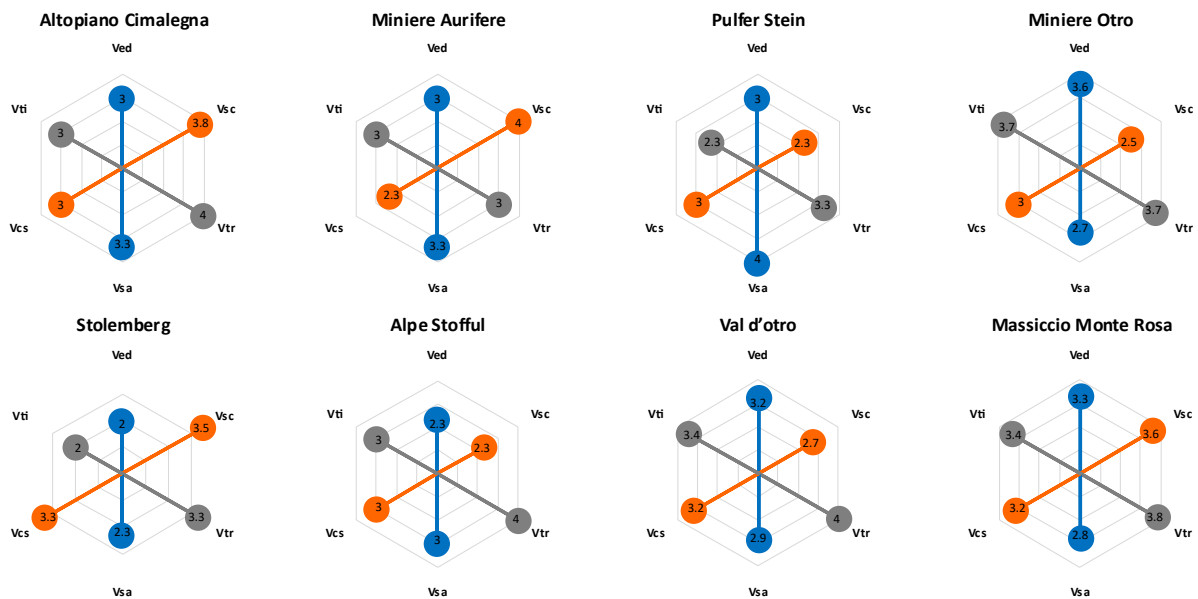 Altopiano Cimalegna
Miniere Aurifere
Pulfer Stein
Miniere Otro
Ved
Ved
Ved
Ved
3
3
3
3.6
Vti
Vsc
Vti
Vsc
Vti
Vsc
Vti
Vsc
3
3.8
3
4
2.3
2.3
3.7
2.5
3
4
2.3
3
3
3.3
3
3.7
Vcs
Vtr
Vcs
Vtr
Vcs
Vtr
Vcs
Vtr
3.3
3.3
4
2.7
Vsa
Vsa
Vsa
Vsa
Stolemberg
Alpe Stofful
Val d’otro
Massiccio Monte Rosa
Ved
Ved
Ved
Ved
2
2.3
3.2
3.3
Vti
Vsc
Vti
Vsc
Vti
Vsc
Vti
Vsc
2
3.5
3
2.3
3.4
2.7
3.4
3.6
3.3
3.3
3
4
3.2
4
3.2
3.8
Vcs
Vtr
Vcs
Vtr
Vcs
Vtr
Vcs
Vtr
2.3
3
2.9
2.8
Vsa
Vsa
Vsa
Vsa